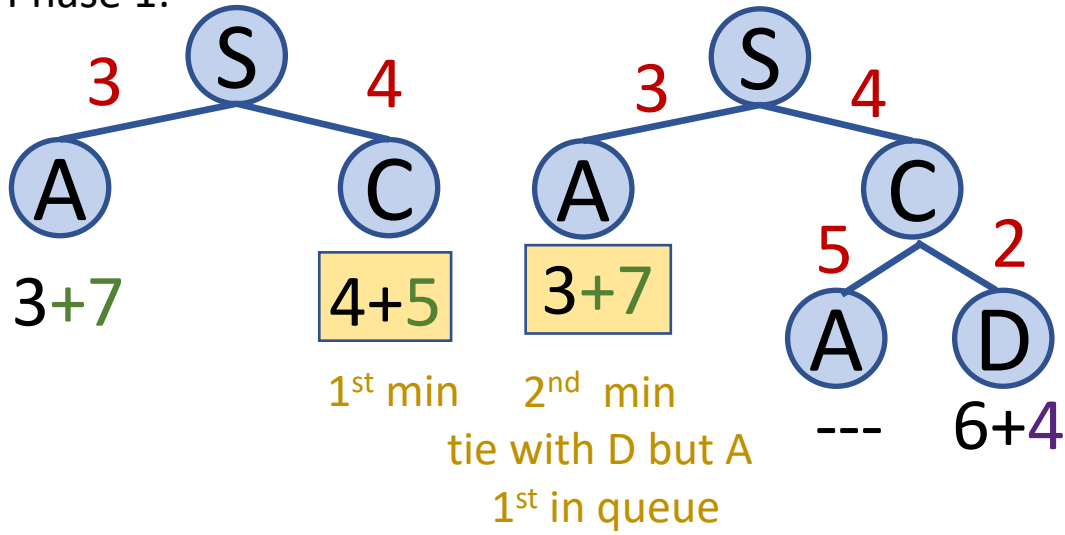 Phase 1:
S
3
4
A
C
3+7
4+5
1st min
S
3
4
A
C
3+7
5
2
A
D
---
6+4
2nd min
tie with D but A
1st in queue